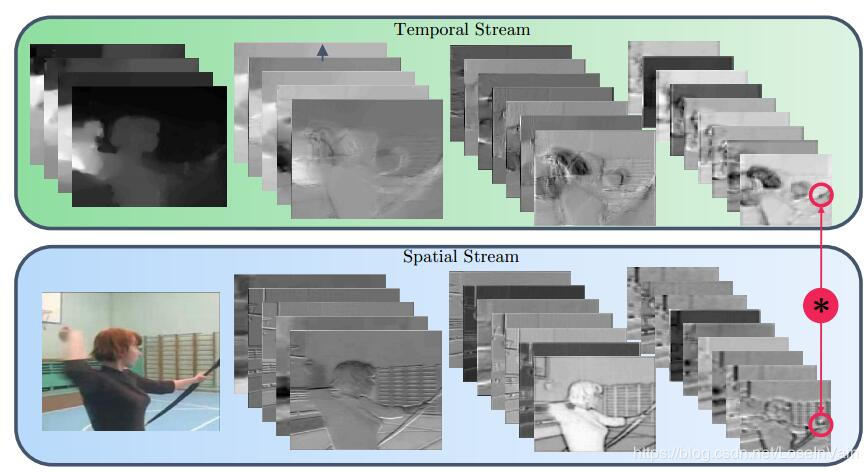 Temporal Stream
Spatial Stream
*
https://blog.csdn.net/LoseInVain